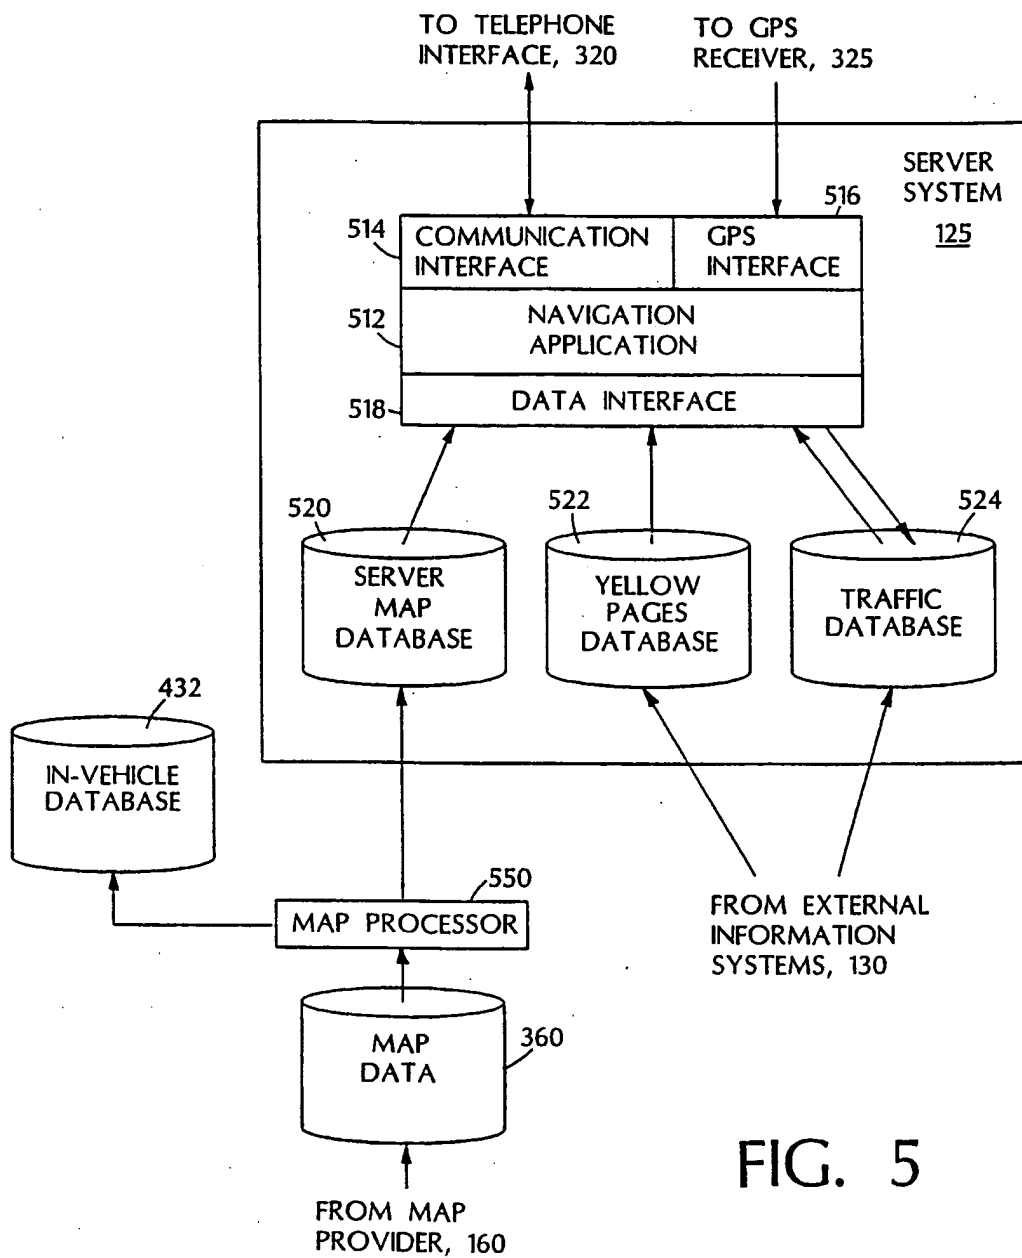 TO TELEPHONE
INTERFACE, 320
TO GPS
RECEIVER, 325
SERVER
SYSTEM
125
516
514
COMMUNICATION
INTERFACE
GPS
INTERFACE
512
NAVIGATION
APPLICATION
518
DATA INTERFACE
520
SERVER
MAP
DATABASE
522
YELLOW
PAGES
DATABASE
524
TRAFFIC
DATABASE
432
IN-VEHICLE
DATABASE
550
MAP PROCESSOR
FROM EXTERNAL
INFORMATION
SYSTEMS, 130
MAP
DATA
360
FROM MAP
PROVIDER, 160
FIG. 5